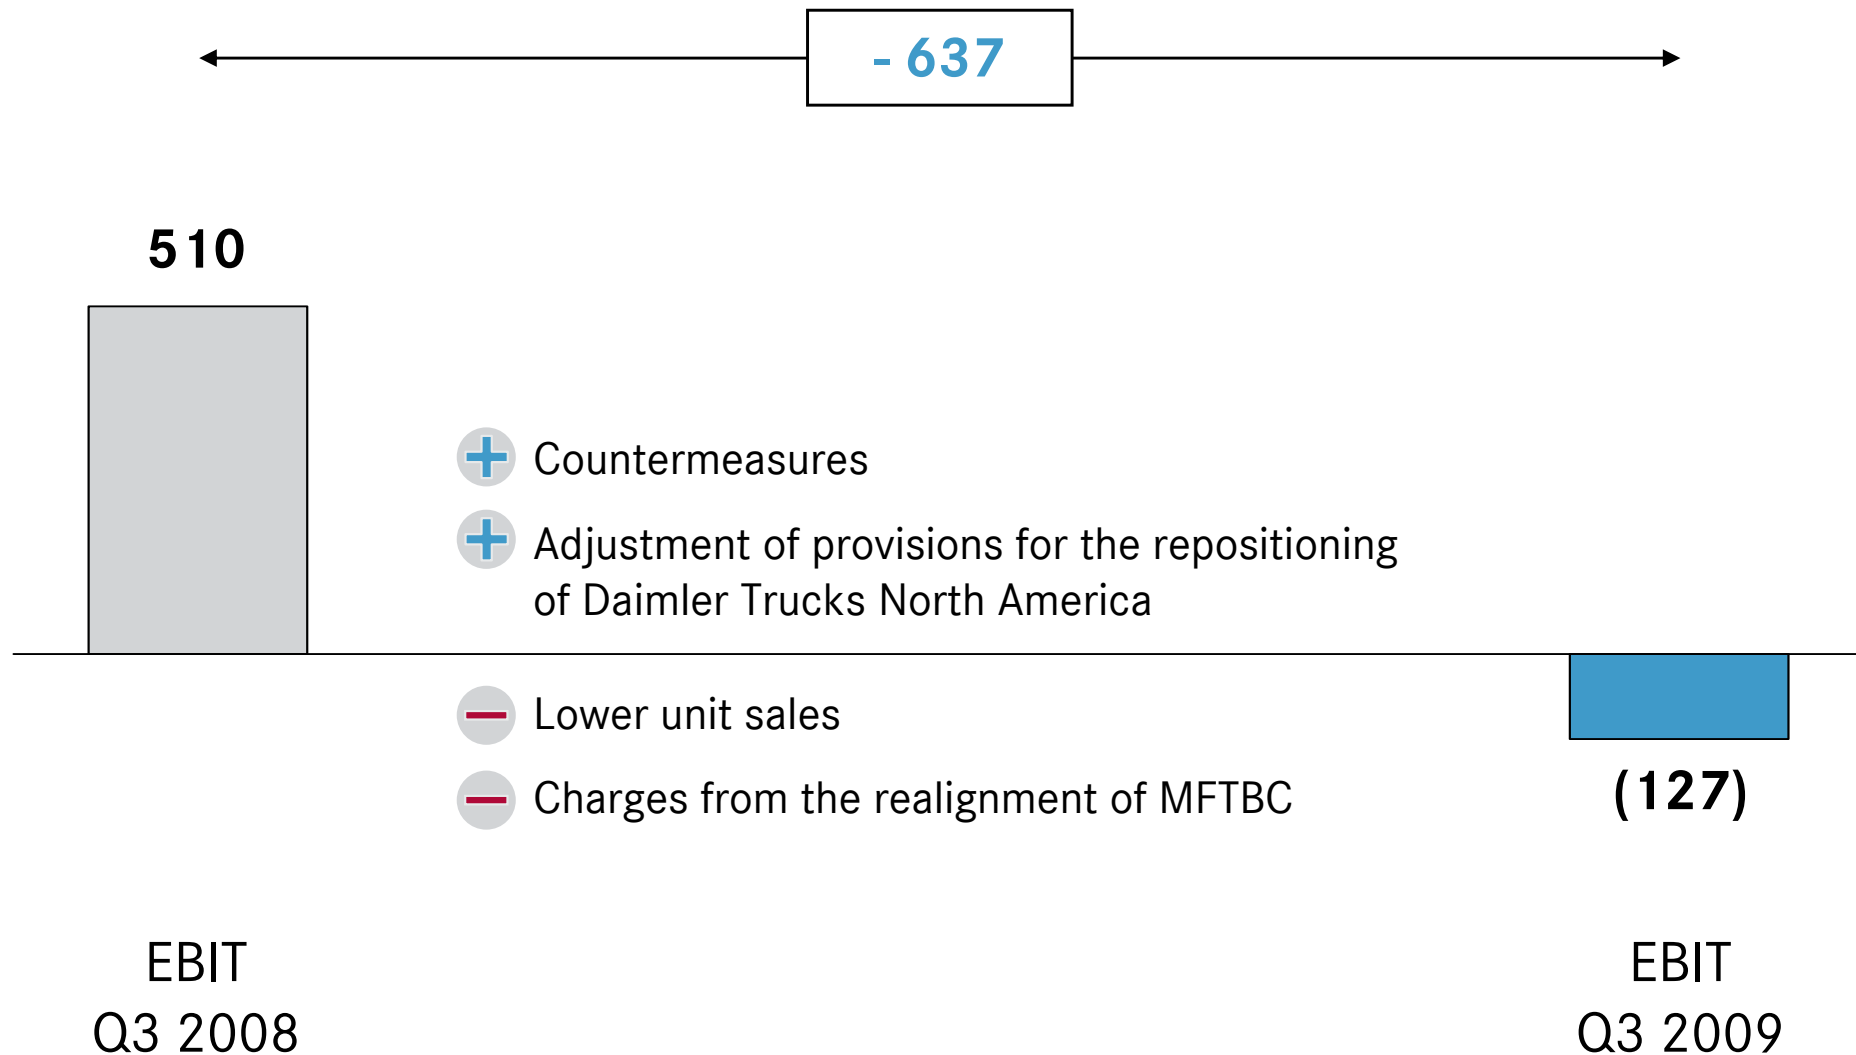 - 637
510
Countermeasures
Adjustment of provisions for the repositioning
of Daimler Trucks North America
Lower unit sales
Charges from the realignment of MFTBC
(127)
EBIT
Q3 2008
EBIT
Q3 2009